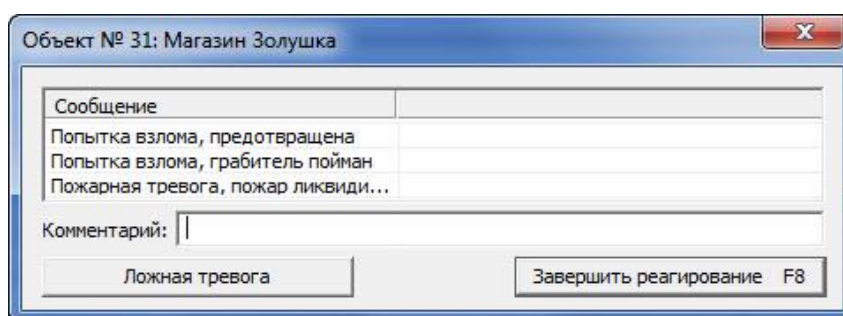 Объект № 31: Магазин Золушка
Сообщение
Попытка взлома, предотвращена
Попытка взлома, грабитель пойман
Пожарная тревога, пожар ликвиди...
Комментарий:
Ложная тревога
Завершить реагирование F8